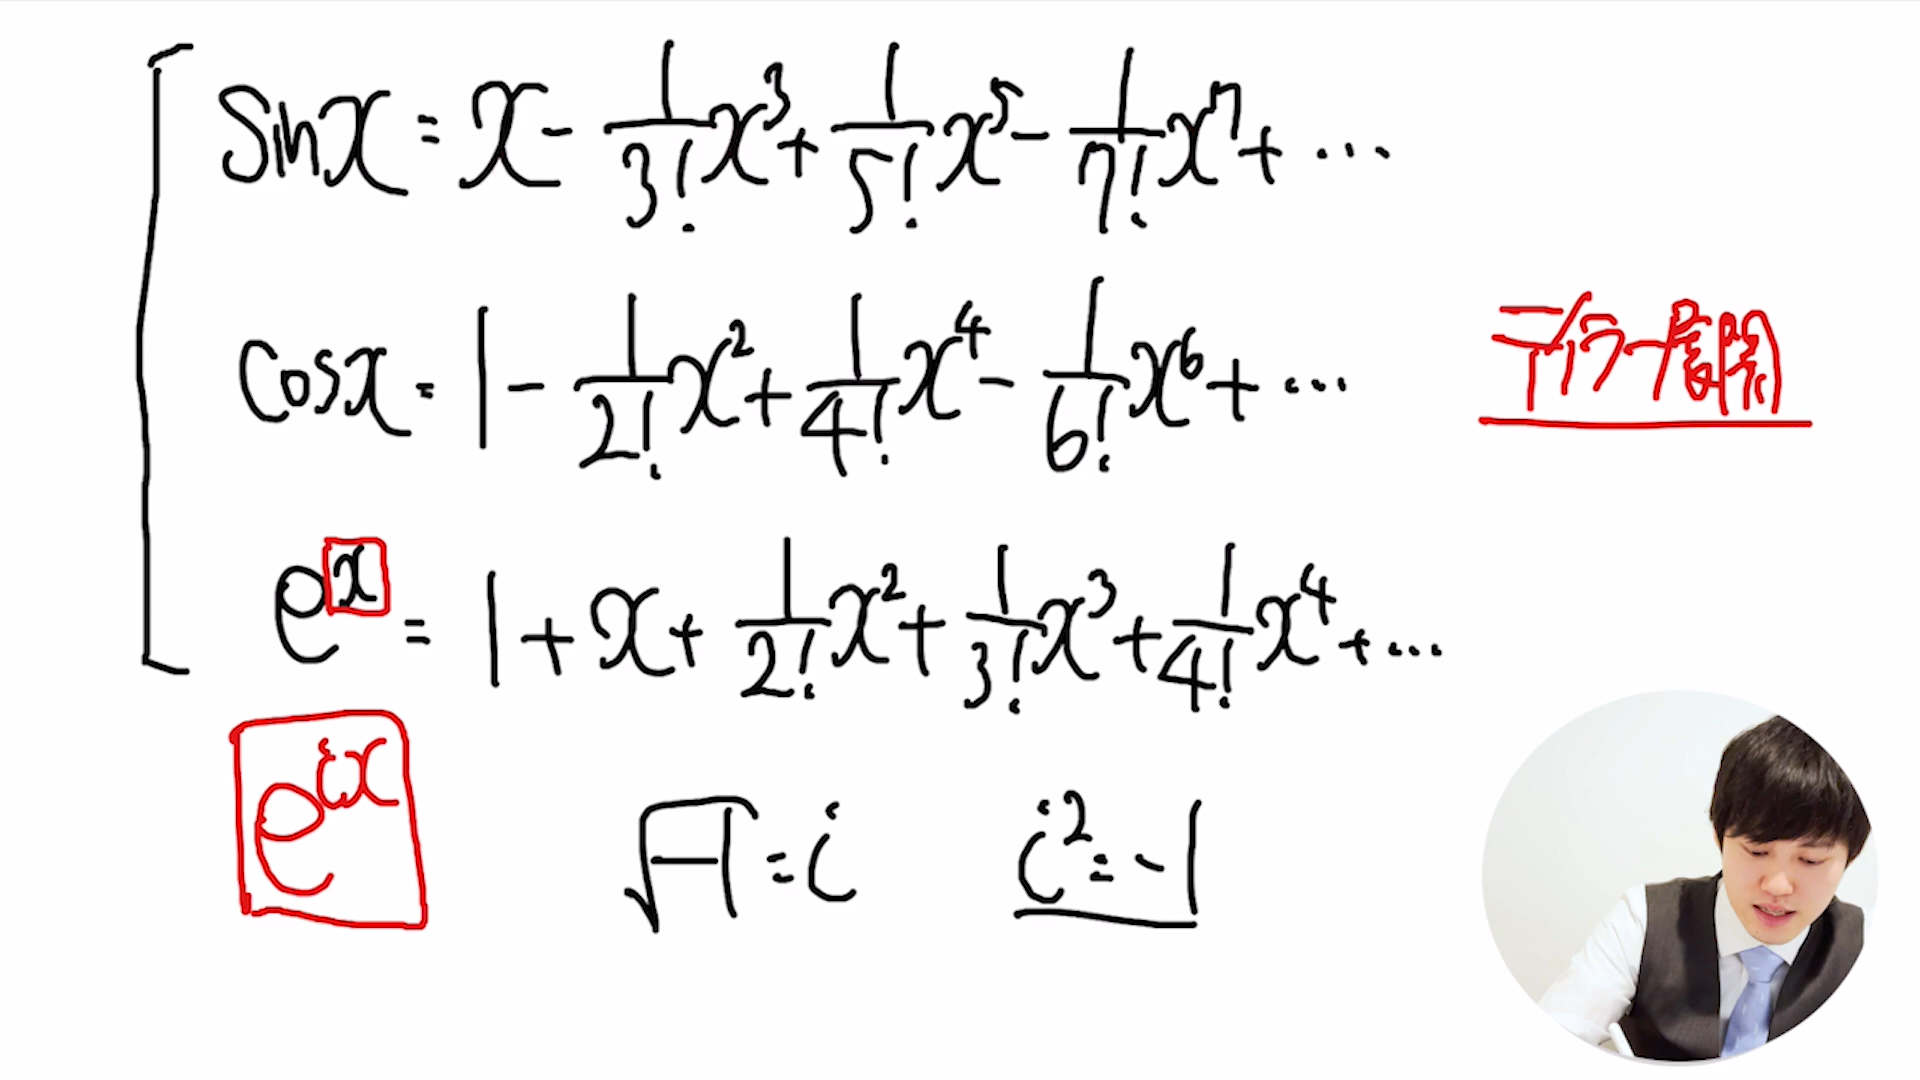 sinx = x - 1/3! x³ + 1/5! x⁵ - 1/7! x⁷ + ...
cosx = 1 - 1/2! x² + 1/4! x⁴ - 1/6! x⁶ + ...
テイラー展開
eˣ = 1 + x + 1/2! x² + 1/3! x³ + 1/4! x⁴ + ...
e^{ix}
√-1 = i
i² = -1